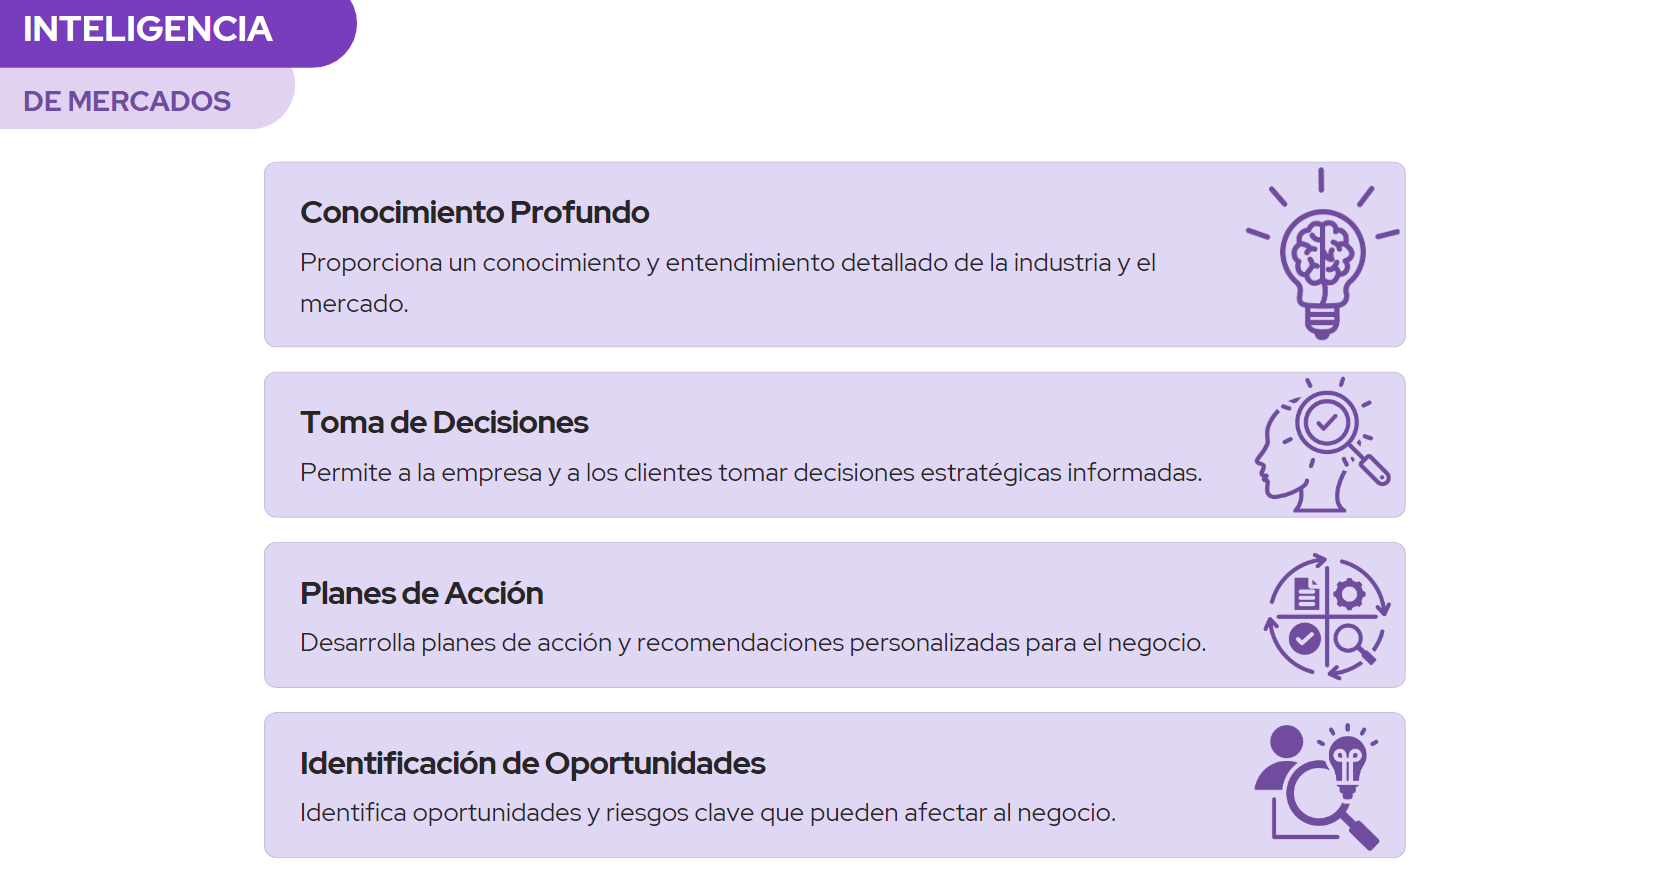 INTELIGENCIA
DE MERCADOS
Conocimiento Profundo
Proporciona un conocimiento y entendimiento detallado de la industria y el
mercado.
Toma de Decisiones
Permite a la empresa y a los clientes tomar decisiones estratégicas informadas.
Planes de Acción
Desarrolla planes de acción y recomendaciones personalizadas para el negocio.
Identificación de Oportunidades
Identifica oportunidades y riesgos clave que pueden afectar al negocio.